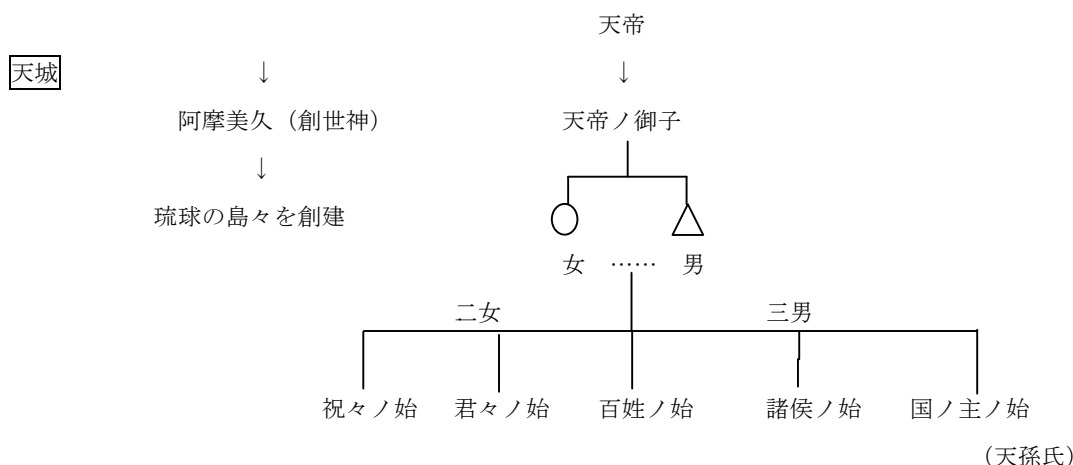 天帝
天城 ↓ ↓
阿摩美久（創世神） 天帝ノ御子
↓
琉球の島々を創建
女 …… 男
二女 三男
祝々ノ始 君々ノ始 百姓ノ始 諸侯ノ始 国ノ主ノ始
（天孫氏）